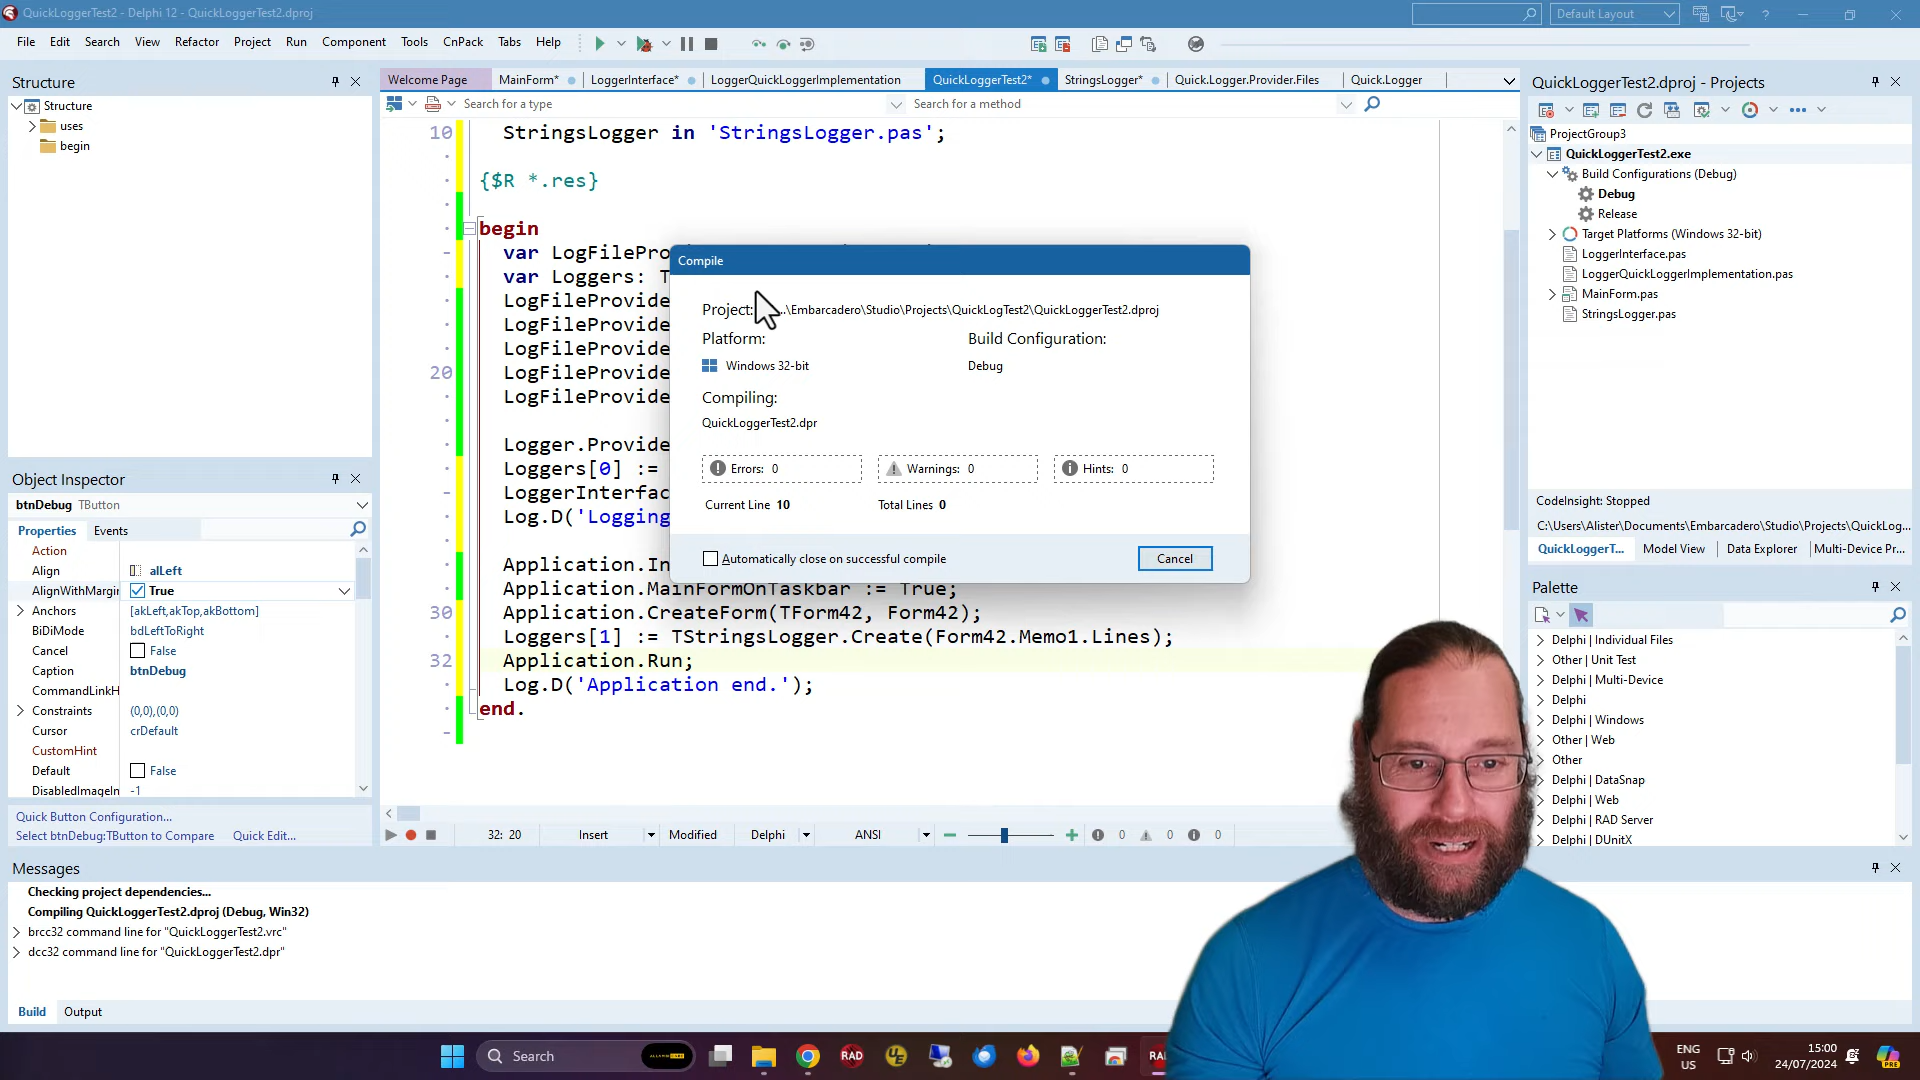 QuickLoggerTest2 - Delphi 12 - QuickLoggerTest2.dproj
Default Layout
File Edit Search View Refactor Project Run Component Tools CnPack Tabs Help
Structure
Structure
uses
begin
Welcome Page MainForm* LoggerInterface* LoggerQuickLoggerImplementation QuickLoggerTest2* StringsLogger* Quick.Logger.Provider.Files Quick.Logger
Search for a type Search for a method
10 StringsLogger in 'StringsLogger.pas';
{$R *.res}
begin
var LogFilePro
var Loggers: T
LogFileProvide
LogFileProvide
LogFileProvide
20 LogFileProvide
LogFileProvide
Logger.Provide
Loggers[0] :=
LoggerInterfac
Log.D('Logging
Application.In
Application.MainFormOnTaskbar := True;
30 Application.CreateForm(TForm42, Form42);
Loggers[1] := TStringsLogger.Create(Form42.Memo1.Lines);
32 Application.Run;
Log.D('Application end.');
end.
32: 20 Insert Modified Delphi ANSI 0 0 0
Compile
Project: ...\Embarcadero\Studio\Projects\QuickLogTest2\QuickLoggerTest2.dproj
Platform: Build Configuration:
Windows 32-bit Debug
Compiling:
QuickLoggerTest2.dpr
Errors: 0 Warnings: 0 Hints: 0
Current Line 10 Total Lines 0
Automatically close on successful compile Cancel
Object Inspector
btnDebug TButton
Properties Events
Action
Align alLeft
AlignWithMargin True
Anchors [akLeft,akTop,akBottom]
BiDiMode bdLeftToRight
Cancel False
Caption btnDebug
CommandLinkH
Constraints (0,0),(0,0)
Cursor crDefault
CustomHint
Default False
DisabledImageIn -1
Quick Button Configuration...
Select btnDebug:TButton to Compare Quick Edit...
Messages
Checking project dependencies...
Compiling QuickLoggerTest2.dproj (Debug, Win32)
brcc32 command line for "QuickLoggerTest2.vrc"
dcc32 command line for "QuickLoggerTest2.dpr"
Build Output
QuickLoggerTest2.dproj - Projects
ProjectGroup3
QuickLoggerTest2.exe
Build Configurations (Debug)
Debug
Release
Target Platforms (Windows 32-bit)
LoggerInterface.pas
LoggerQuickLoggerImplementation.pas
MainForm.pas
StringsLogger.pas
CodeInsight: Stopped
C:\Users\Alister\Documents\Embarcadero\Studio\Projects\QuickLog...
QuickLoggerT... Model View Data Explorer Multi-Device Pr...
Palette
Delphi | Individual Files
Other | Unit Test
Delphi | Multi-Device
Delphi
Delphi | Windows
Other | Web
Other
Delphi | DataSnap
Delphi | Web
Delphi | RAD Server
Delphi | DUnitX
Search
RAD
UE
RA
ENG
US
15:00
24/07/2024
PRE